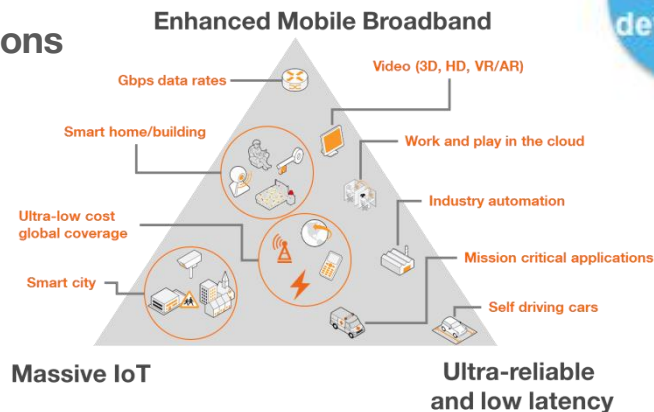 Enhanced Mobile Broadband
ons
de
Gbps data rates
Video (3D, HD, VR/AR)
Smart home/building
Work and play in the cloud
Industry automation
Ultra-low cost
global coverage
Mission critical applications
Smart city
Self driving cars
Massive IoT
Ultra-reliable
and low latency